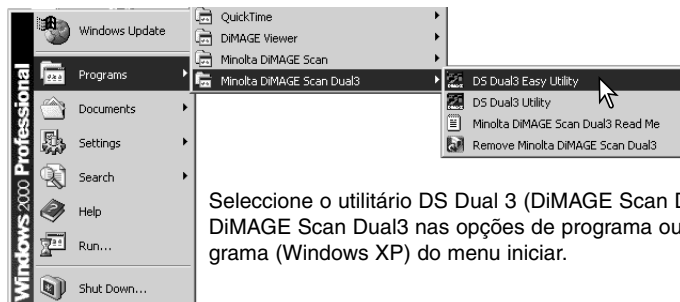 Windows 2000 Professional
Windows Update
Programs
Documents
Settings
Search
Help
Run...
Shut Down...
QuickTime
DiMAGE Viewer
Minolta DiMAGE Scan
Minolta DiMAGE Scan Dual3
DS Dual3 Easy Utility
DS Dual3 Utility
Minolta DiMAGE Scan Dual3 Read Me
Remove Minolta DiMAGE Scan Dual3
Seleccione o utilitário DS Dual 3 (DiMAGE Scan D
DiMAGE Scan Dual3 nas opções de programa ou
grama (Windows XP) do menu iniciar.